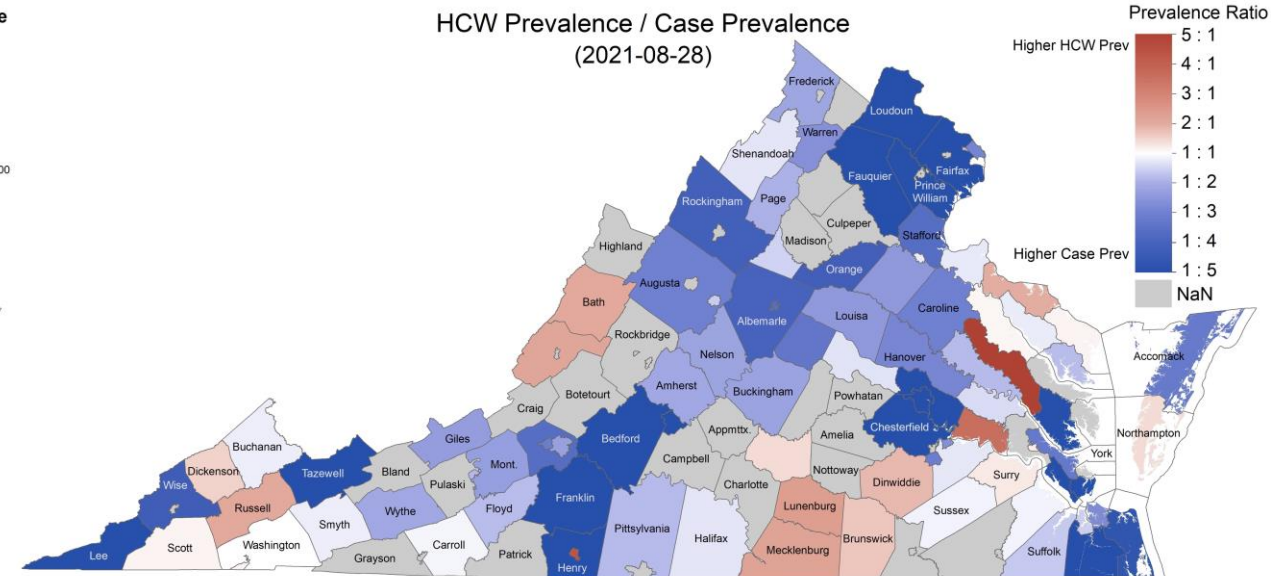 HCW Prevalence / Case Prevalence
(2021-08-28)
Prevalence Ratio
Higher HCW Prev
5 : 1
4 : 1
3 : 1
2 : 1
1 : 1
1 : 2
1 : 3
1 : 4
Higher Case Prev
1 : 5
NaN
e
00
Frederick
Loudoun
Warren
Shenandoah
Fairfax
Fauquier
Prince
William
Rockingham
Page
Culpeper
Madison
Stafford
Highland
Orange
Augusta
Bath
Caroline
Louisa
Albemarle
Rockbridge
Nelson
Hanover
Accomack
Amherst
Buckingham
Botetourt
Powhatan
Craig
Chesterfield
Appmttx.
Amelia
Northampton
Giles
Bedford
Buchanan
Campbell
York
Mont.
Dickenson
Tazewell
Bland
Nottoway
Pulaski
Charlotte
Dinwiddie
Surry
Wise
Franklin
Russell
Wythe
Floyd
Lunenburg
Sussex
Smyth
Pittsylvania
Halifax
Brunswick
Washington
Carroll
Scott
Mecklenburg
Suffolk
Lee
Grayson
Patrick
Henry